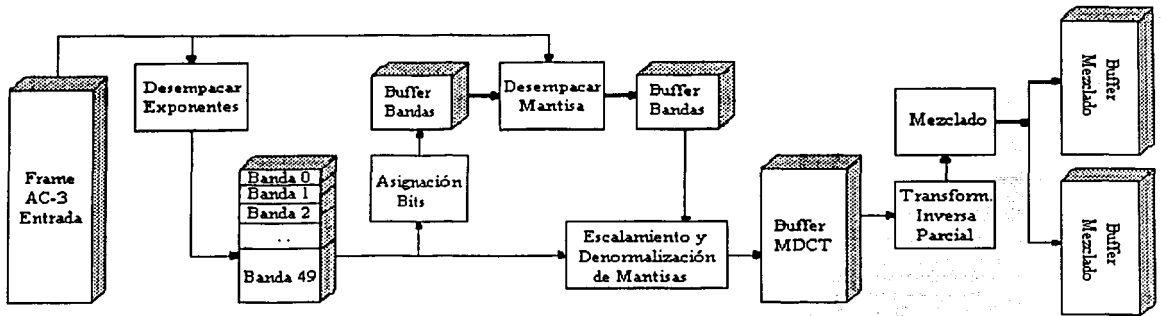 Frame
AC-3
Entrada
Desempacar
Exponentes
Banda 0
Banda 1
Banda 2
. .
Banda 49
Buffer
Bandas
Asignación
Bits
Desempacar
Mantisa
Buffer
Bandas
Escalamiento y
Denormalización
de Mantisas
Buffer
MDCT
Mezclado
Transform.
Inversa
Parcial
Buffer
Mezclado
Buffer
Mezclado